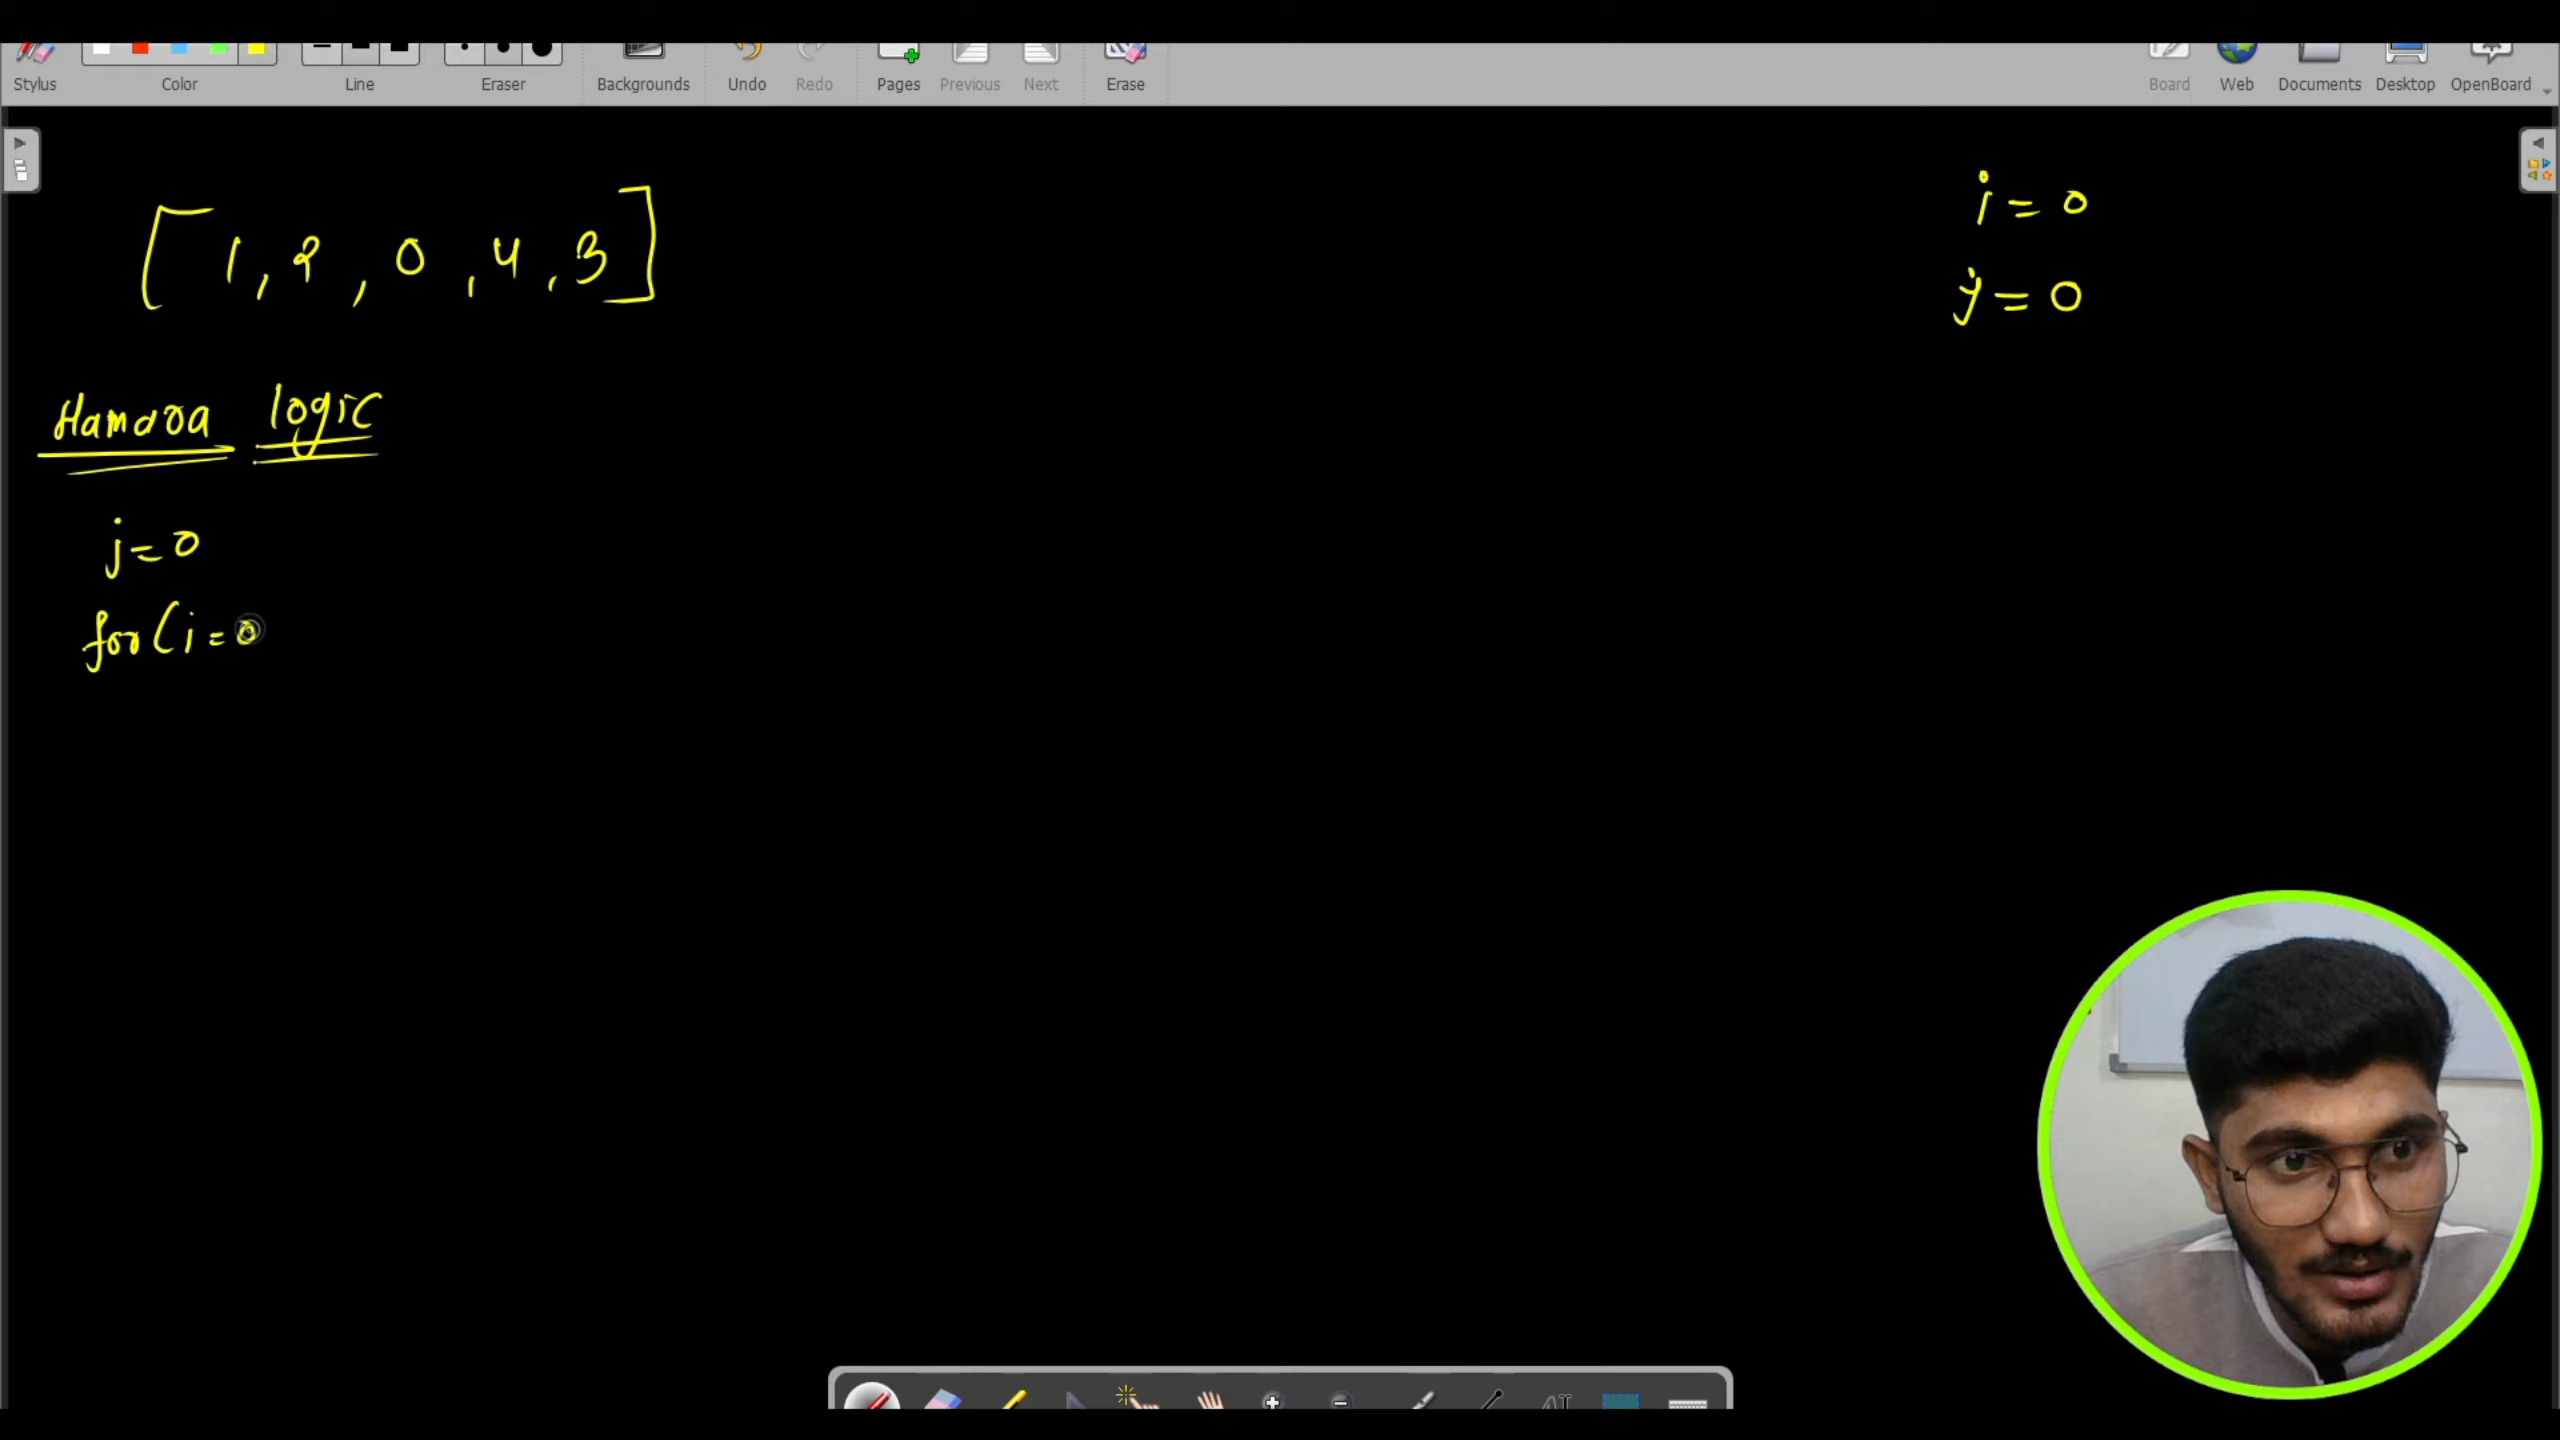 Stylus Color Line Eraser Backgrounds Undo Redo Pages Previous Next Erase Board Web Documents Desktop OpenBoard
[1, 2, 0, 4, 3]
i = 0
j = 0
Hamara logic
j = 0
for (i = 0